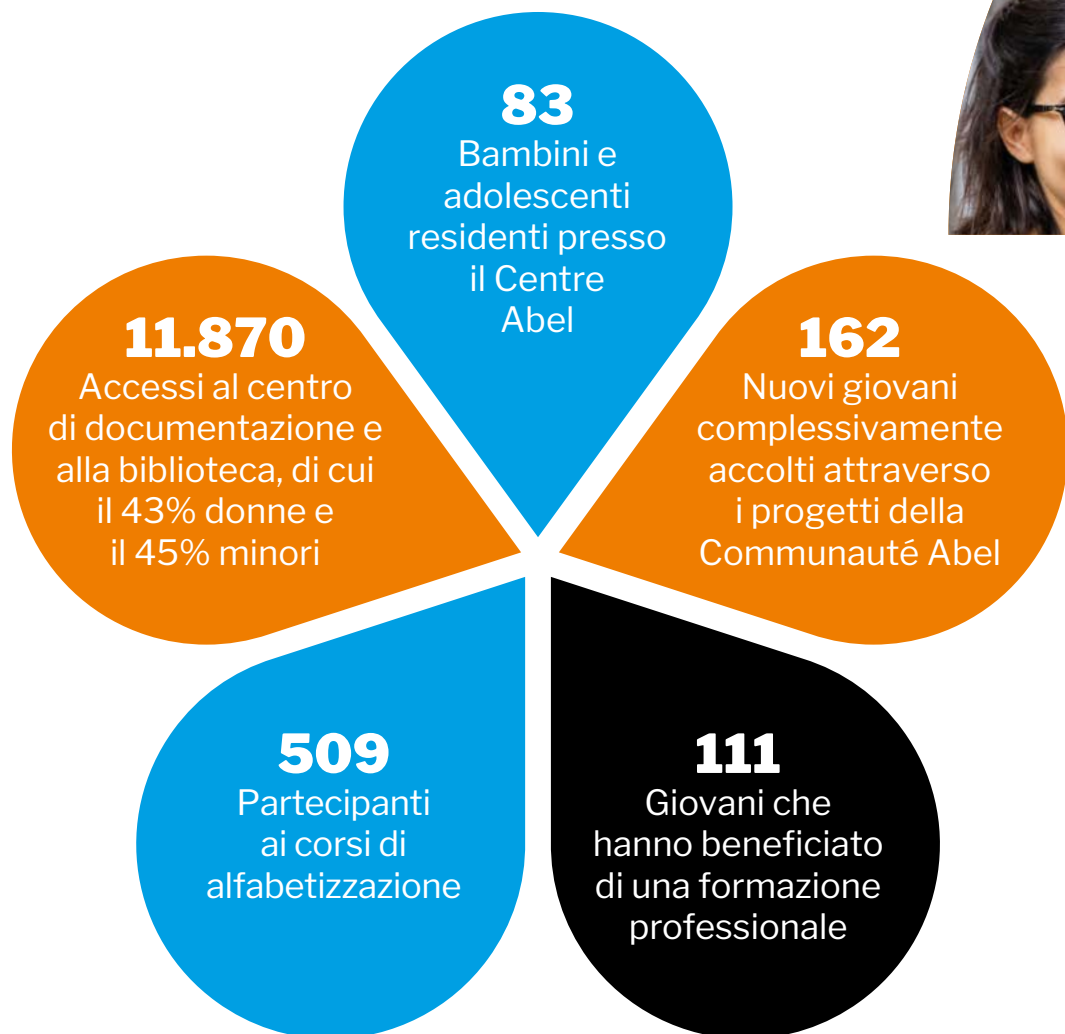 83
Bambini e
adolescenti
residenti presso
il Centre
Abel
11.870
Accessi al centro
di documentazione e
alla biblioteca, di cui
il 43% donne e
il 45% minori
162
Nuovi giovani
complessivamente
accolti attraverso
i progetti della
Communauté Abel
509
Partecipanti
ai corsi di
alfabetizzazione
111
Giovani che
hanno beneficiato
di una formazione
professionale